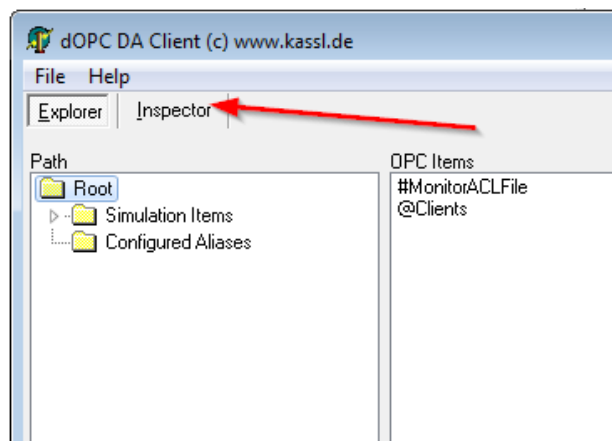 dOPC DA Client (c) www.kassl.de
File Help
Explorer Inspector
Path OPC Items
Root #MonitorACLFile
Simulation Items @Clients
Configured Aliases